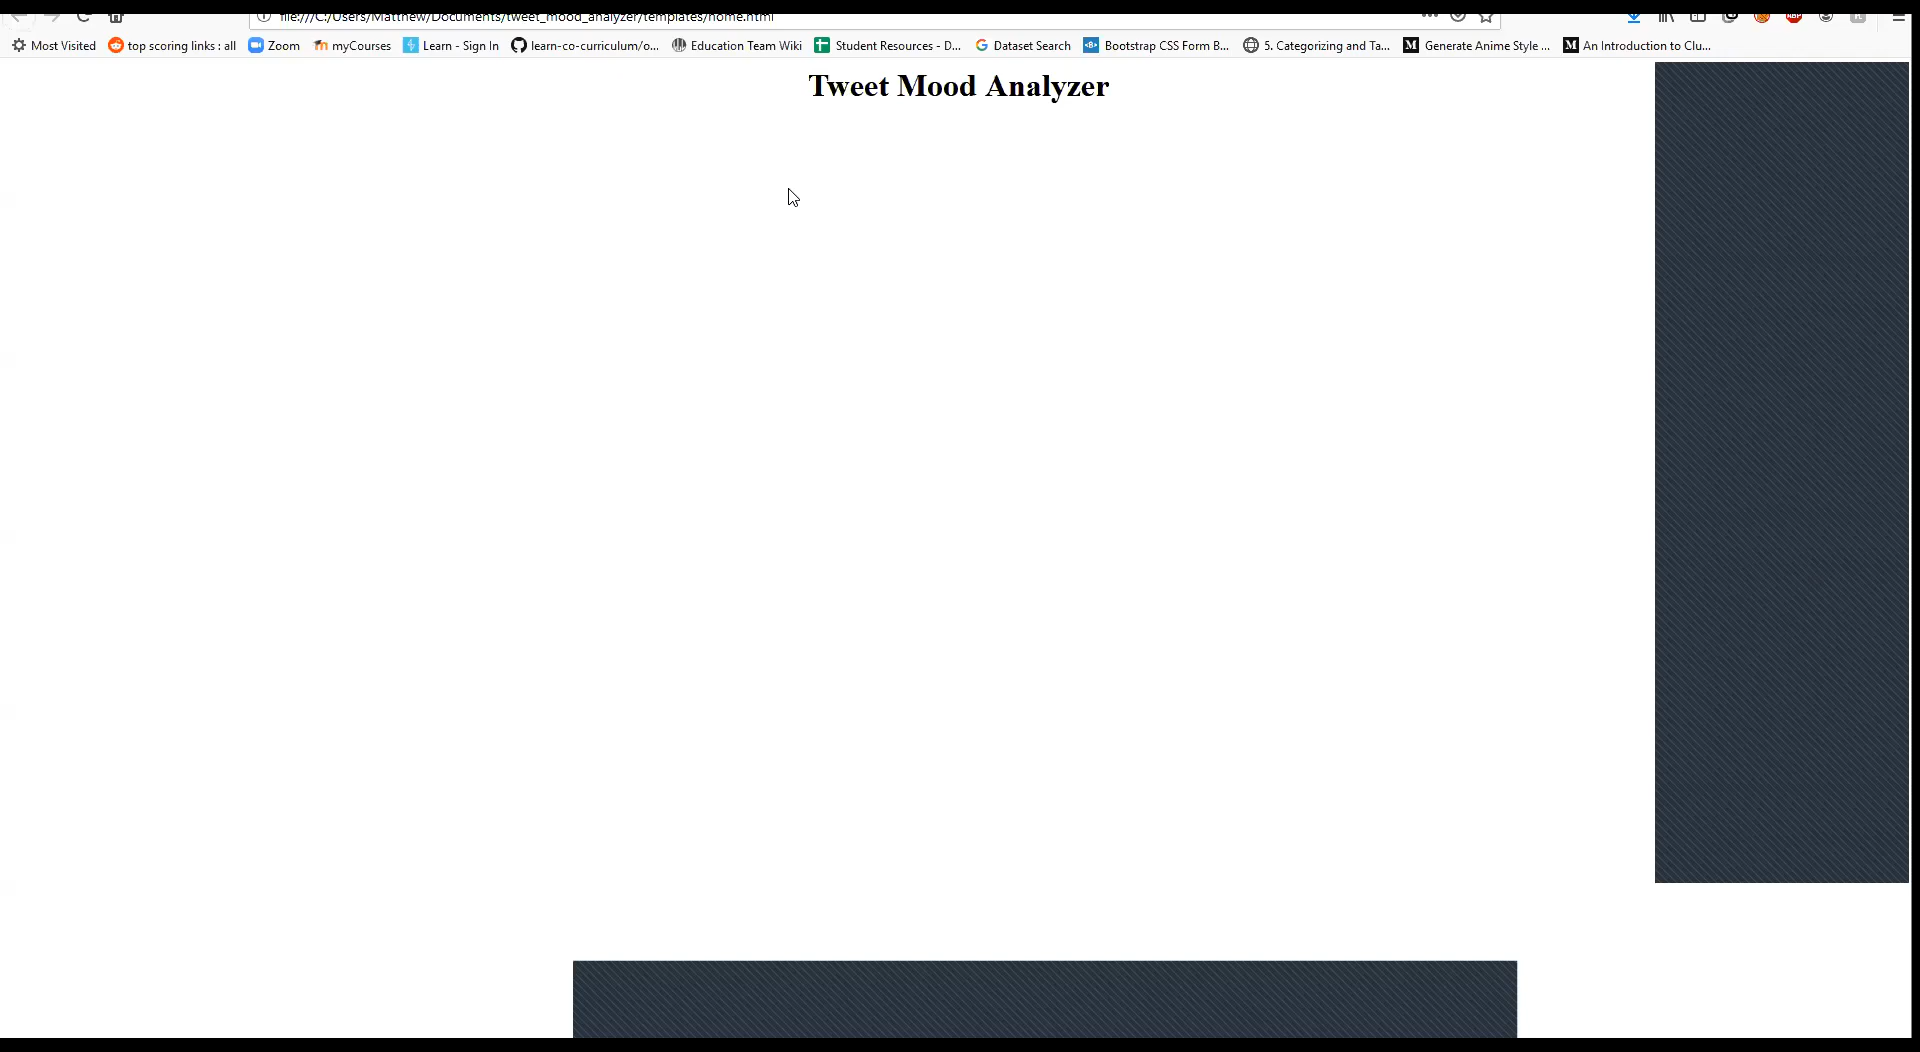 file:///C:/Users/Matthew/Documents/tweet_mood_analyzer/templates/home.html
Most Visited top scoring links : all Zoom myCourses Learn - Sign In learn-co-curriculum/o... Education Team Wiki Student Resources - D... Dataset Search Bootstrap CSS Form B... 5. Categorizing and Ta... Generate Anime Style ... An Introduction to Clu...
Tweet Mood Analyzer